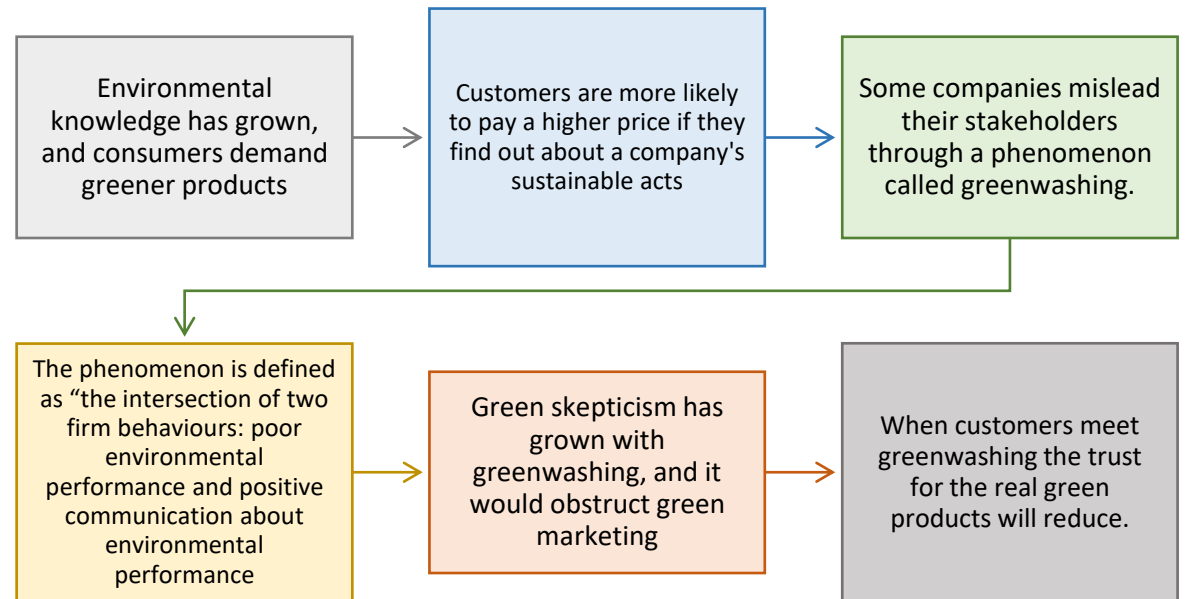 Environmental
knowledge has grown,
and consumers demand
greener products
Customers are more likely
to pay a higher price if they
find out about a company's
sustainable acts
Some companies mislead
their stakeholders
through a phenomenon
called greenwashing.
The phenomenon is defined
as “the intersection of two
firm behaviours: poor
environmental
performance and positive
communication about
environmental
performance
Green skepticism has
grown with
greenwashing, and it
would obstruct green
marketing
When customers meet
greenwashing the trust
for the real green
products will reduce.